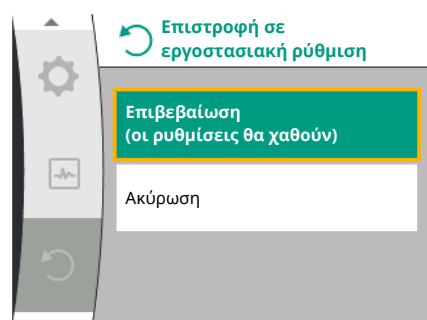 Επιστροφή σε
εργοστασιακή ρύθμιση
Επιβεβαίωση
(οι ρυθμίσεις θα χαθούν)
Ακύρωση